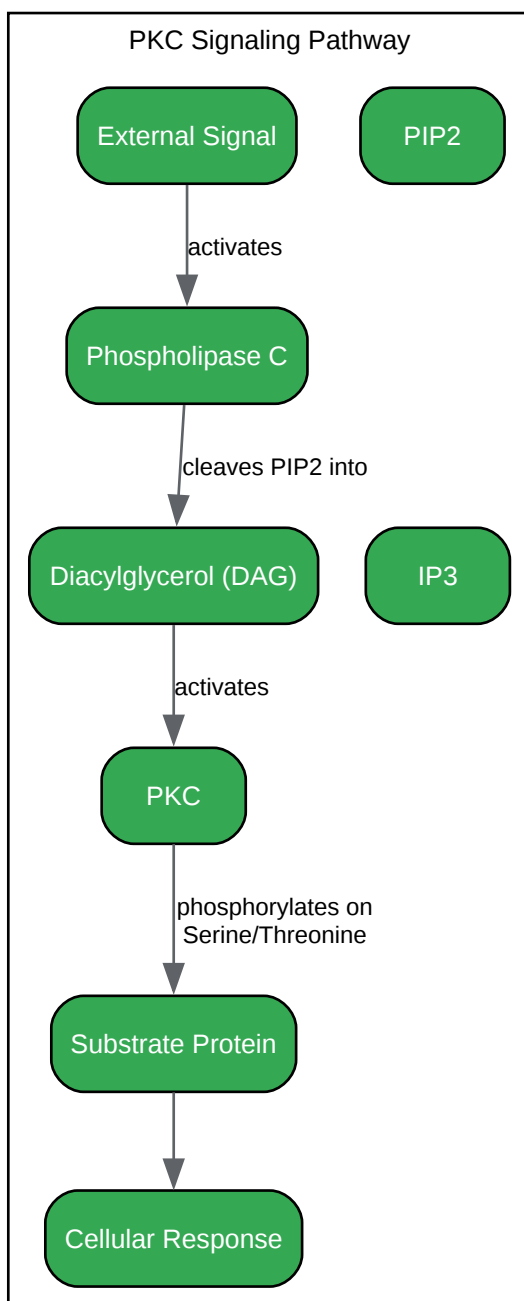 PKC Signaling Pathway
External Signal
PIP2
activates
Phospholipase C
cleaves PIP2 into
Diacylglycerol (DAG)
IP3
activates
PKC
phosphorylates on
Serine/Threonine
Substrate Protein
Cellular Response